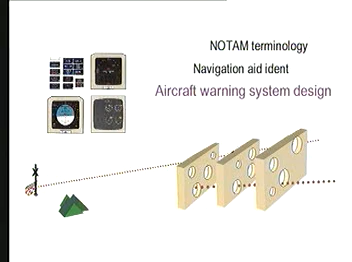 NOTAM terminology
Navigation aid ident
Aircraft warning system design